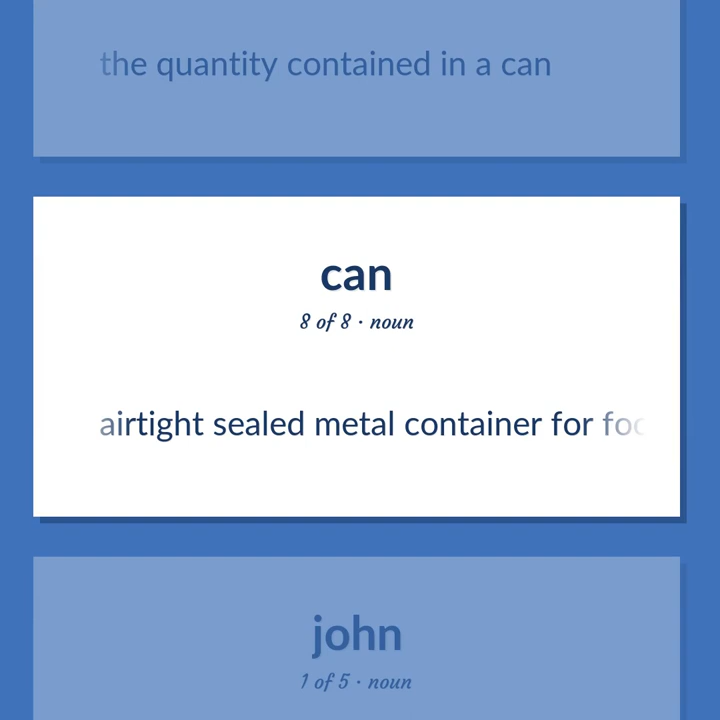 the quantity contained in a can
can
8 of 8 · noun
airtight sealed metal container for
john
1 of 5 · noun